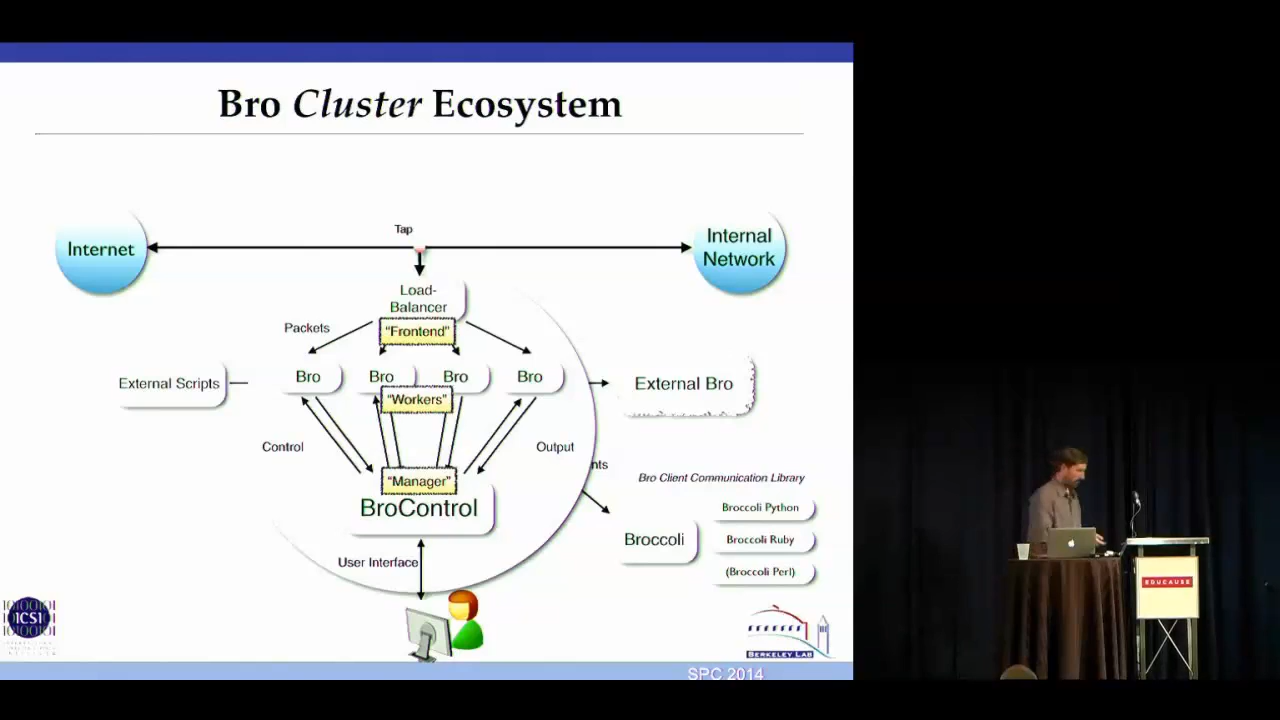 Bro Cluster Ecosystem
Tap
Internet
Internal
Network
Load-
Balancer
Packets
"Frontend"
External Scripts
Bro
Bro
Bro
Bro
External Bro
"Workers"
Control
Output
nts
"Manager"
BroControl
Bro Client Communication Library
Broccoli Python
Broccoli
Broccoli Ruby
(Broccoli Perl)
User Interface
ICSI
BERKELEY LAB
SPC 2014
EDUCAUSE